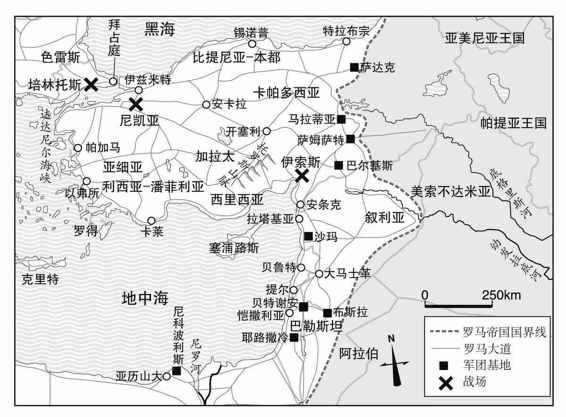 黑海
拜占庭
色雷斯
培林托斯
伊兹米特
锡诺普
特拉布宗
比提尼亚-本都
亚美尼亚王国
萨达克
尼凯亚
安卡拉
卡帕多西亚
马拉蒂亚
帕提亚王国
达达尼尔海峡
帕加马
开塞利
萨姆萨特
亚细亚
加拉太
托罗斯山脉
伊索斯
巴尔基斯
以弗所
利西亚-潘菲利亚
西里西亚
美索不达米亚
底格里斯河
安条克
叙利亚
罗得
卡莱
拉塔基亚
塞浦路斯
沙玛
幼发拉底河
克里特
贝鲁特
大马士革
地中海
提尔
贝特谢安
恺撒利亚
布斯拉
巴勒斯坦
尼科波利斯
尼罗河
耶路撒冷
阿拉伯
亚历山大
0 250km
N
罗马帝国国界线
罗马大道
军团基地
战场